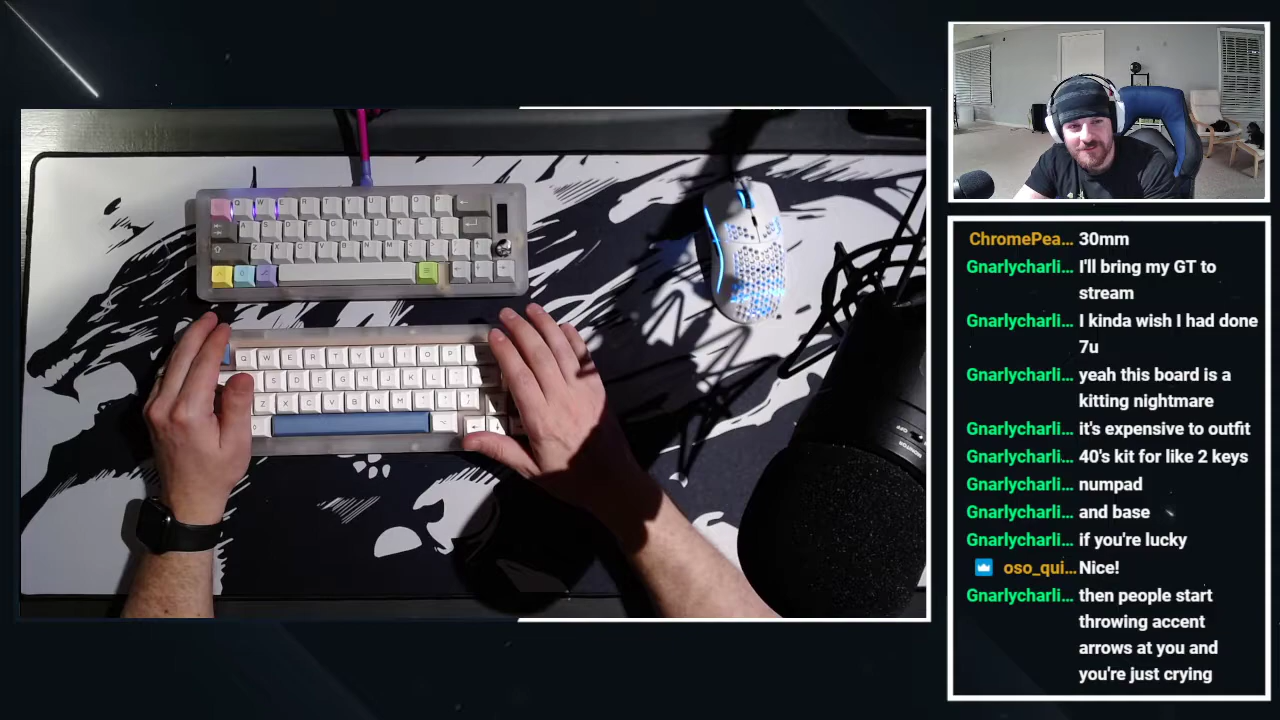 ChromePea... 30mm
Gnarlycharli... I'll bring my GT to
stream
Gnarlycharli... I kinda wish I had done
7u
Gnarlycharli... yeah this board is a
kitting nightmare
Gnarlycharli... it's expensive to outfit
Gnarlycharli... 40's kit for like 2 keys
Gnarlycharli... numpad
Gnarlycharli... and base
Gnarlycharli... if you're lucky
oso_qui... Nice!
Gnarlycharli... then people start
throwing accent
arrows at you and
you're just crying
Q W E R T Y U I O P
S D F G H J K L
Z X C V B N M